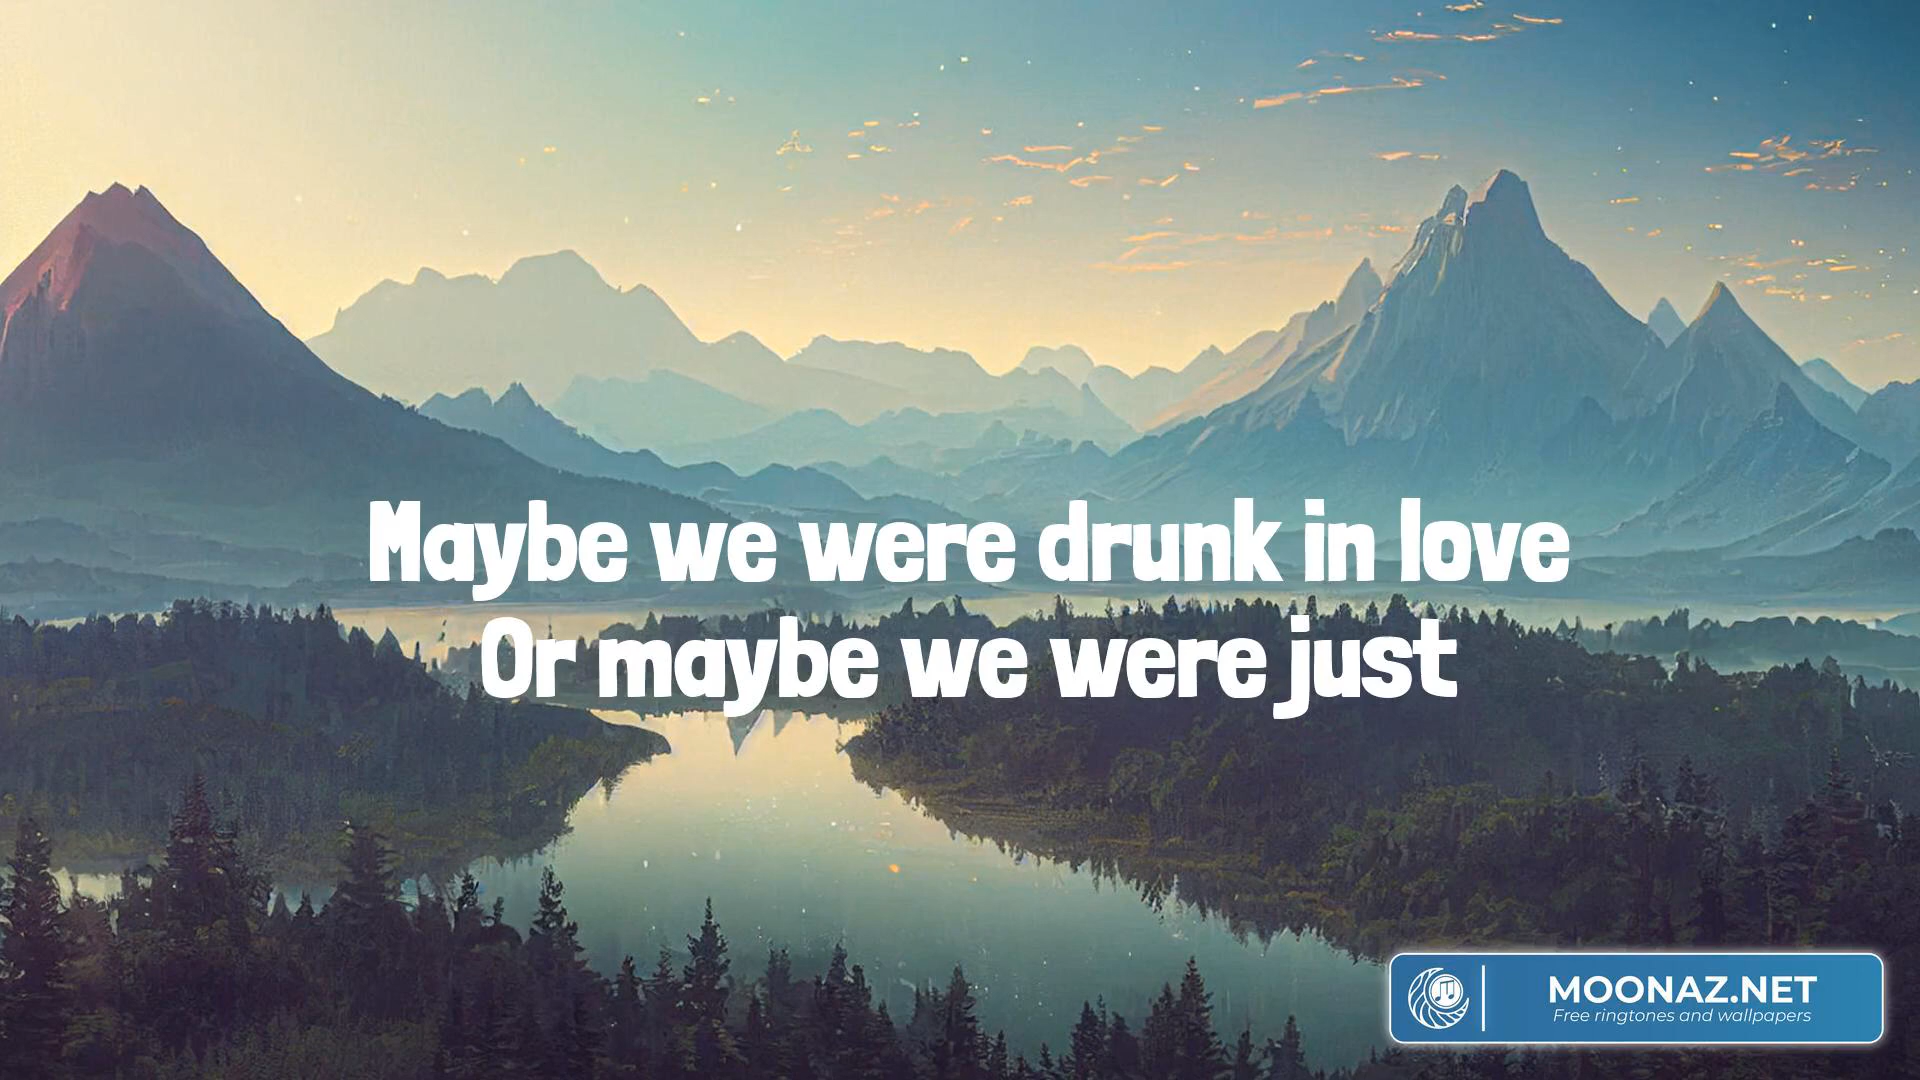 Maybe we were drunk in love
Or maybe we were just
MOONAZ.NET
Free ringtones and wallpapers